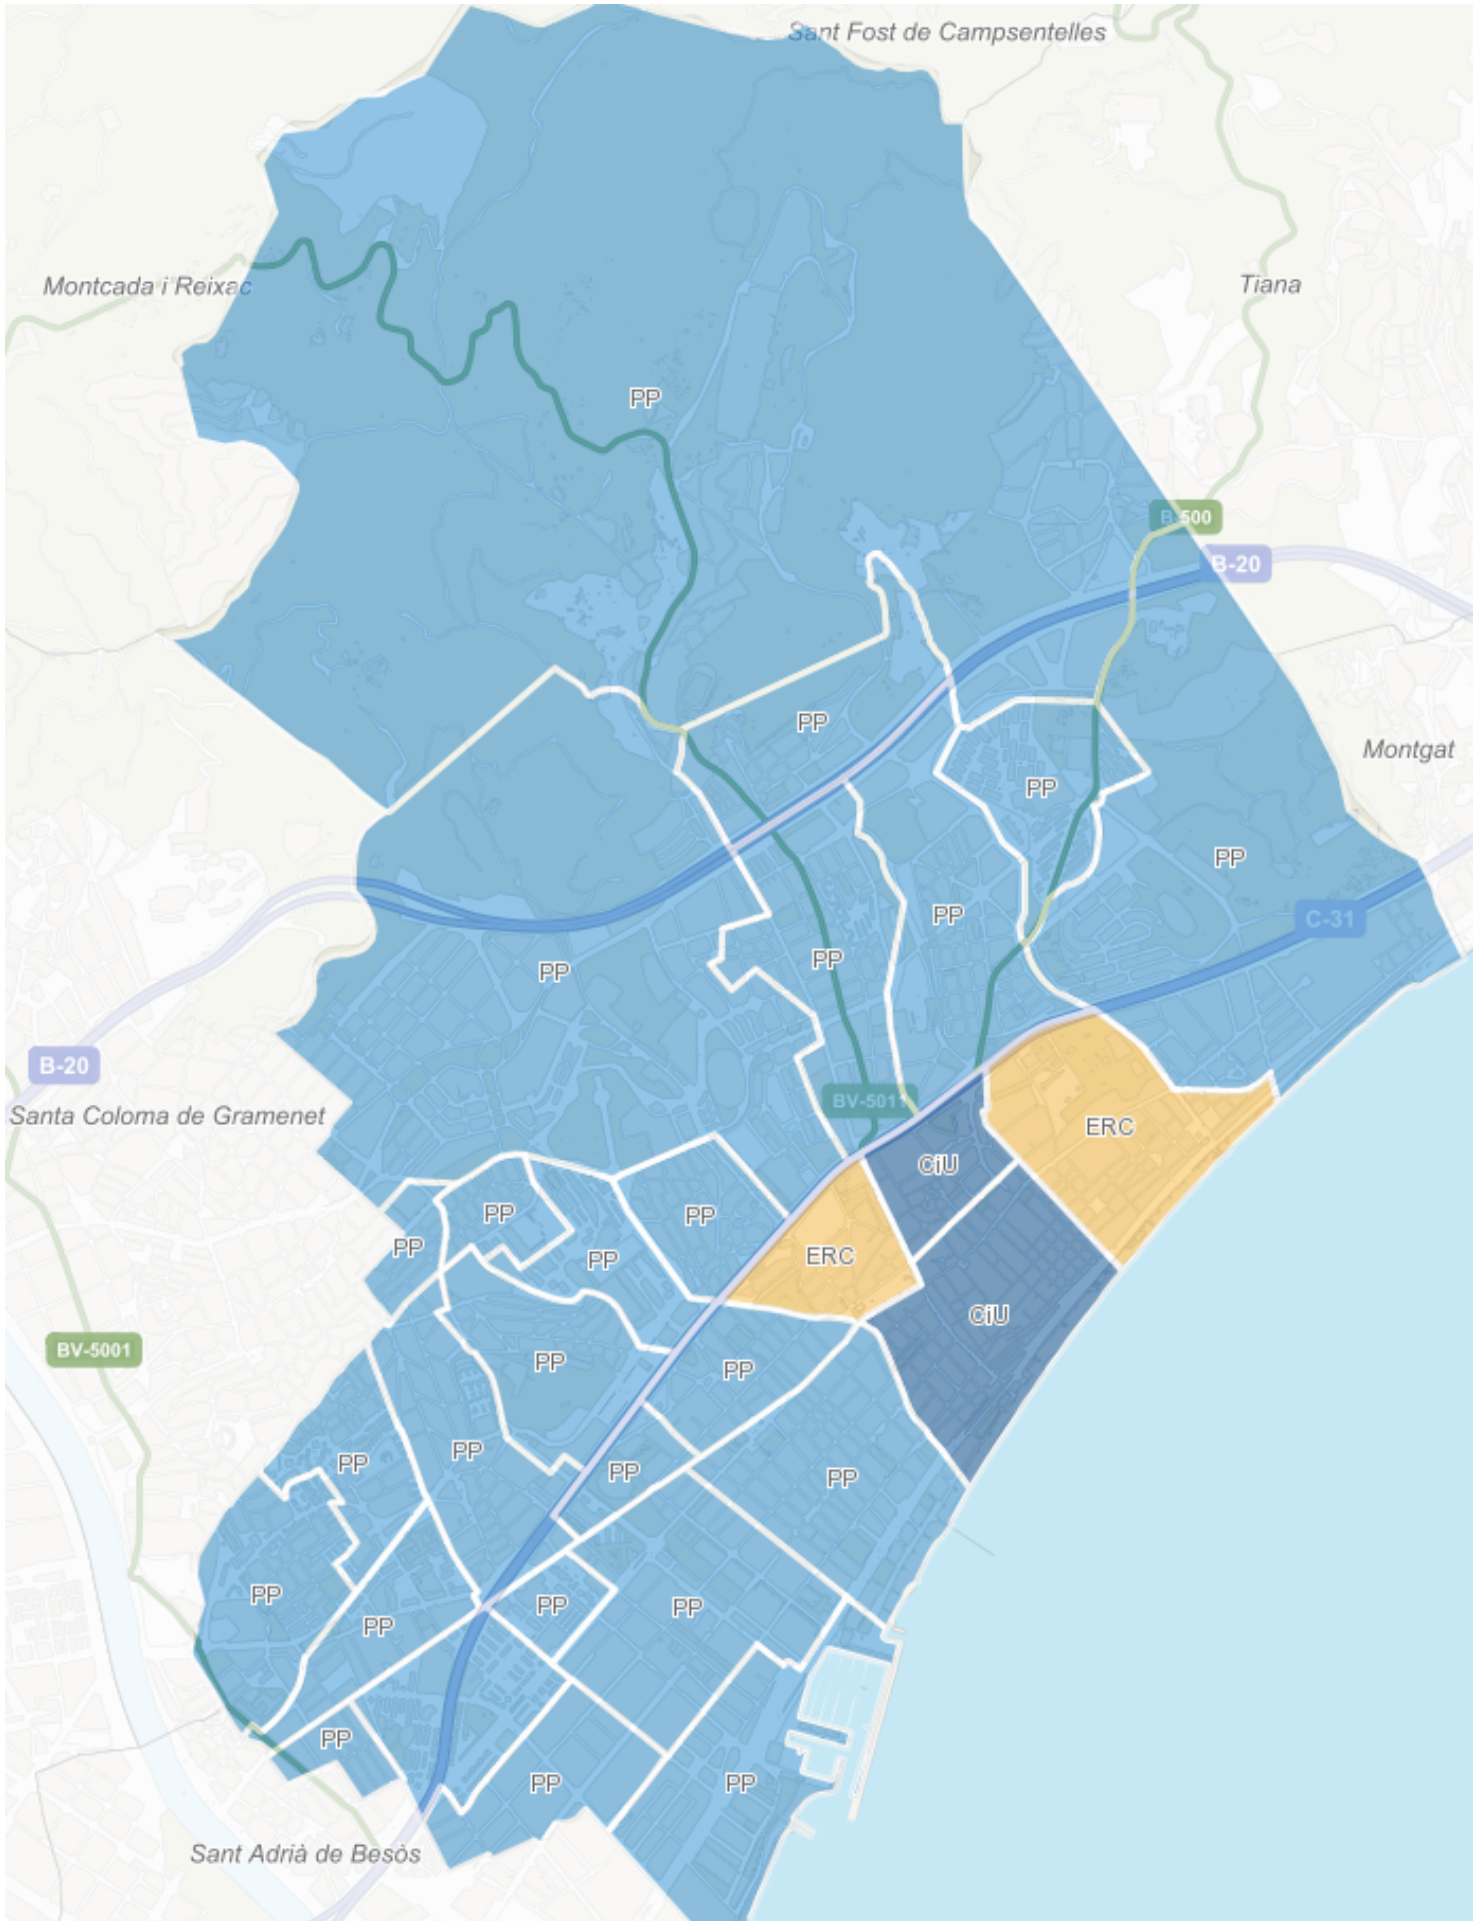 Sant Fost de Campsentelles
Montcada i Reixac
Tiana
PP
B-500
B-20
PP
Montgat
PP
PP
PP
C-31
PP
PP
B-20
BV-5011
Santa Coloma de Gramenet
ERC
CiU
PP
PP
PP
ERC
PP
CiU
BV-5001
PP
PP
PP
PP
PP
PP
PP
PP
PP
PP
PP
PP
PP
PP
Sant Adrià de Besòs